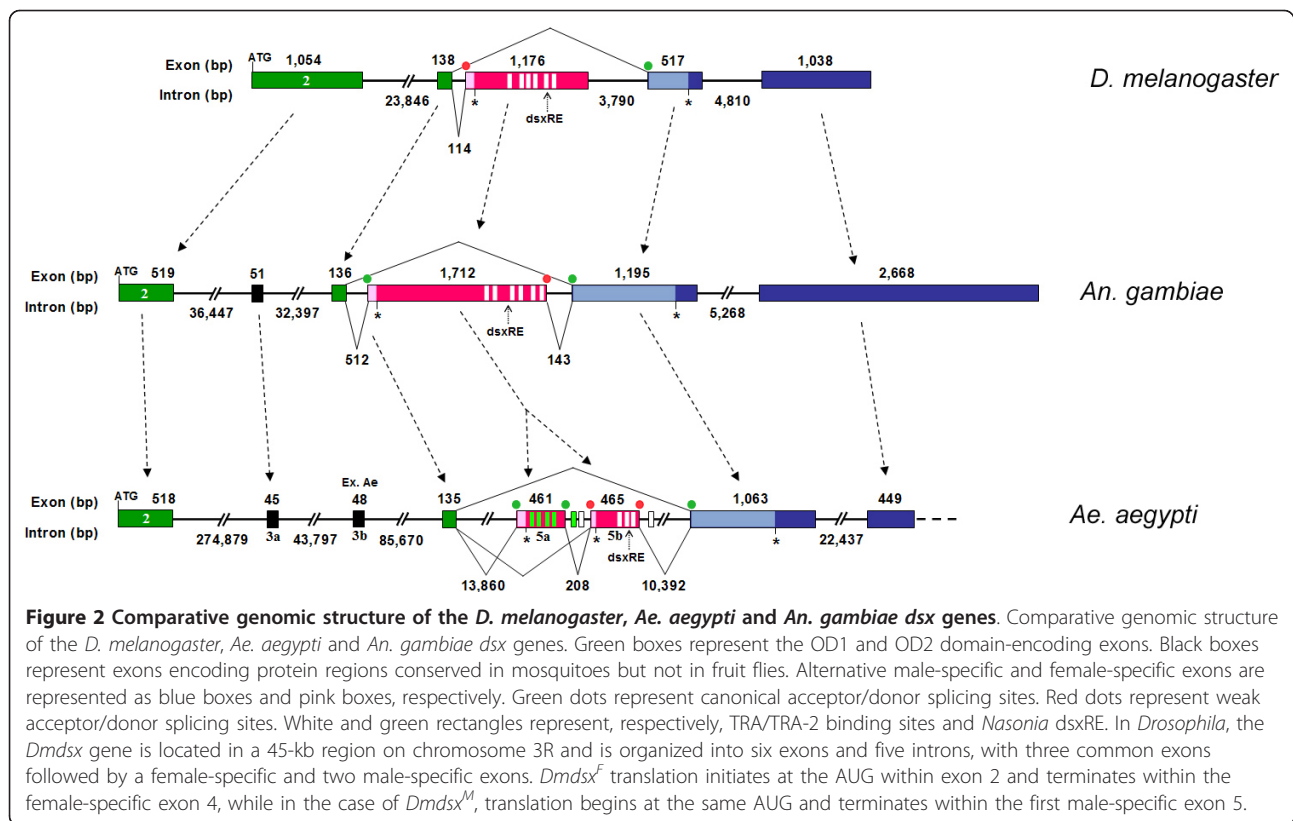 Exon (bp) ATG 1,054 138 1,176 517 1,038
2
Intron (bp) 23,846 * 3,790 * 4,810
D. melanogaster
dsxRE
114
Exon (bp) ATG 519 51 136 1,712 1,195 2,668
2
Intron (bp) 36,447 32,397 * * 5,268
An. gambiae
dsxRE
512 143
Ex. Ae
Exon (bp) ATG 518 45 48 135 461 465 1,063 449
2
Intron (bp) 274,879 3a 43,797 3b 85,670 * 5a * 5b * 22,437
Ae. aegypti
dsxRE
13,860 208 10,392
Figure 2 Comparative genomic structure of the D. melanogaster, Ae. aegypti and An. gambiae dsx genes. Comparative genomic structure
of the D. melanogaster, Ae. aegypti and An. gambiae dsx genes. Green boxes represent the OD1 and OD2 domain-encoding exons. Black boxes
represent exons encoding protein regions conserved in mosquitoes but not in fruit flies. Alternative male-specific and female-specific exons are
represented as blue boxes and pink boxes, respectively. Green dots represent canonical acceptor/donor splicing sites. Red dots represent weak
acceptor/donor splicing sites. White and green rectangles represent, respectively, TRA/TRA-2 binding sites and Nasonia dsxRE. In Drosophila, the
Dmdsx gene is located in a 45-kb region on chromosome 3R and is organized into six exons and five introns, with three common exons
followed by a female-specific and two male-specific exons. Dmdsx^F translation initiates at the AUG within exon 2 and terminates within the
female-specific exon 4, while in the case of Dmdsx^M, translation begins at the same AUG and terminates within the first male-specific exon 5.